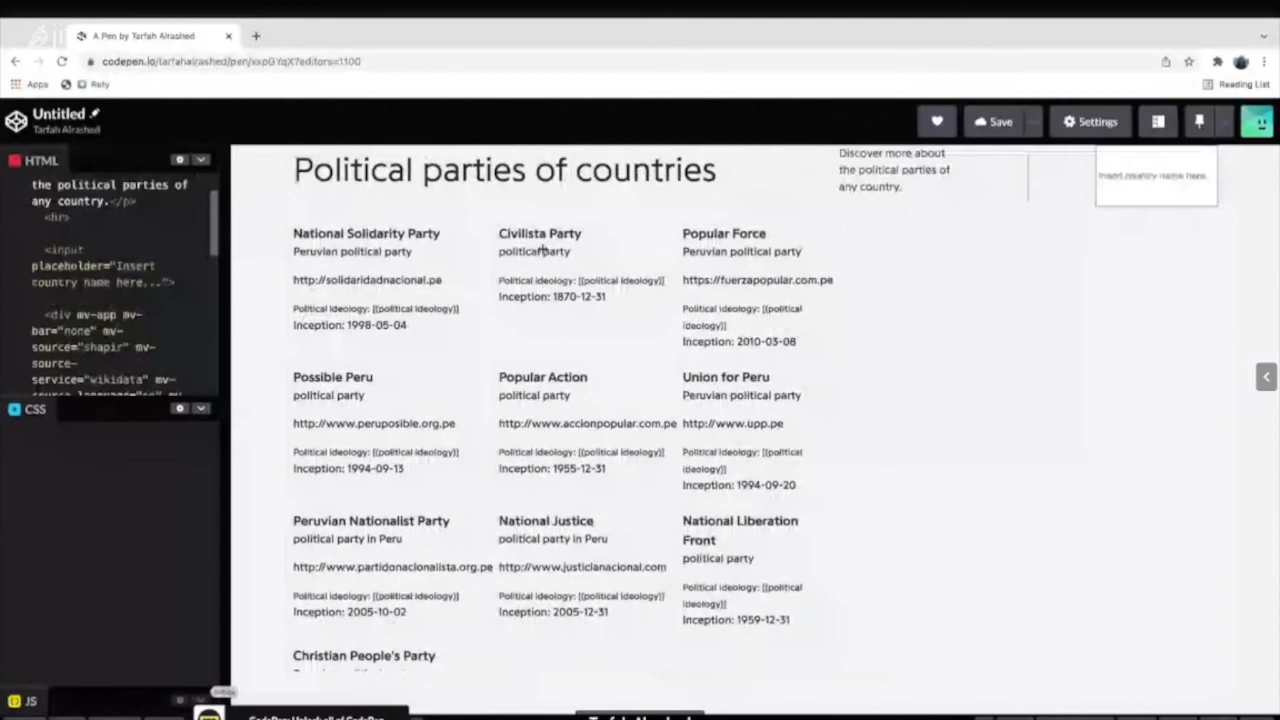 A Pen by Tarfah Alrashed
Apps
Rety
Reading List
Untitled
Tarfah Alrashed
Save
Settings
HTML
the political parties of
any country.</p>
<hr>
<input
placeholder="Insert
country name here...">
<div mv-app mv-
bar="none" mv-
source="shapir" mv-
source-
service="wikidata" mv-
CSS
JS
Political parties of countries
Discover more about
the political parties of
any country.
Insert country name here.
National Solidarity Party
Peruvian political party
http://solidaridadnacional.pe
Political ideology: [[political ideology]]
Inception: 1998-05-04
Civilista Party
political party
Political ideology: [[political ideology]]
Inception: 1870-12-31
Popular Force
Peruvian political party
https://fuerzapopular.com.pe
Political ideology: [[political
ideology]]
Inception: 2010-03-08
Possible Peru
political party
http://www.peruposible.org.pe
Political ideology: [[political ideology]]
Inception: 1994-09-13
Popular Action
political party
http://www.accionpopular.com.pe
Political ideology: [[political ideology]]
Inception: 1955-12-31
Union for Peru
Peruvian political party
http://www.upp.pe
Political ideology: [[political
ideology]]
Inception: 1994-09-20
Peruvian Nationalist Party
political party in Peru
http://www.partidonacionalista.org.pe
Political ideology: [[political ideology]]
Inception: 2005-10-02
National Justice
political party in Peru
http://www.justicianacional.com
Political ideology: [[political ideology]]
Inception: 2005-12-31
National Liberation
Front
political party
Political ideology: [[political
ideology]]
Inception: 1959-12-31
Christian People's Party